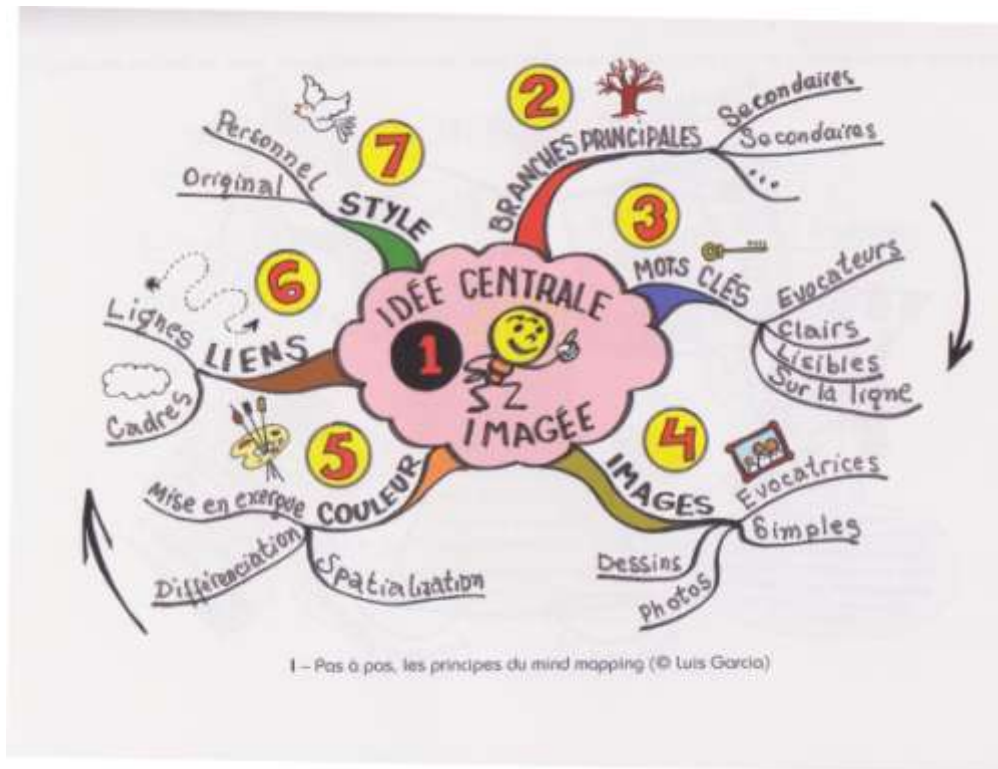 1
IDÉE CENTRALE
IMAGÉE
2
BRANCHES PRINCIPALES
Secondaires
Secondaires
...
3
MOTS CLÉS
Evocateurs
Clairs
Lisibles
Sur la ligne
4
IMAGES
Evocatrices
Simples
Dessins
Photos
5
COULEUR
Mise en exergue
Différenciation
Spatialisation
6
LIENS
Lignes
Cadres
7
STYLE
Personnel
Original
1 – Pas à pas, les principes du mind mapping (© Luis Garcia)